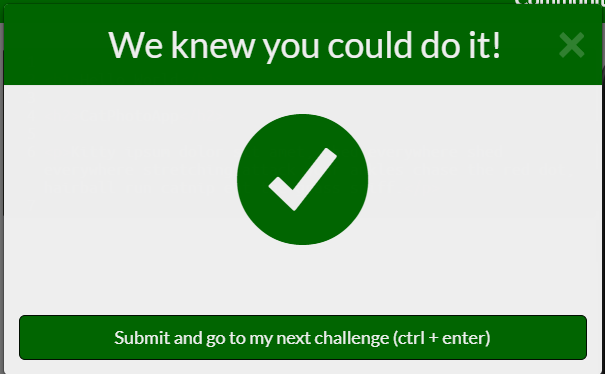 We knew you could do it!
Submit and go to my next challenge (ctrl + enter)